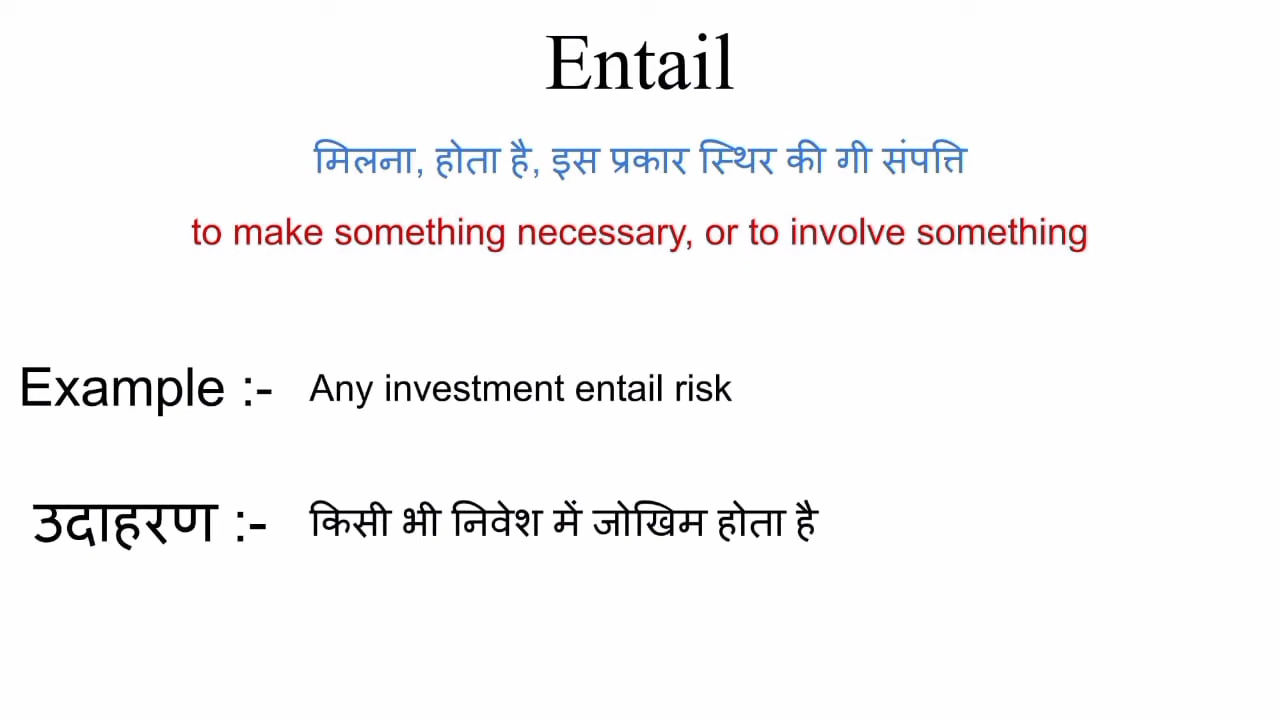 Entail
मिलना, होता है, इस प्रकार स्थिर की गी संपत्ति
to make something necessary, or to involve something
Example :- Any investment entail risk
उदाहरण :- किसी भी निवेश में जोखिम होता है